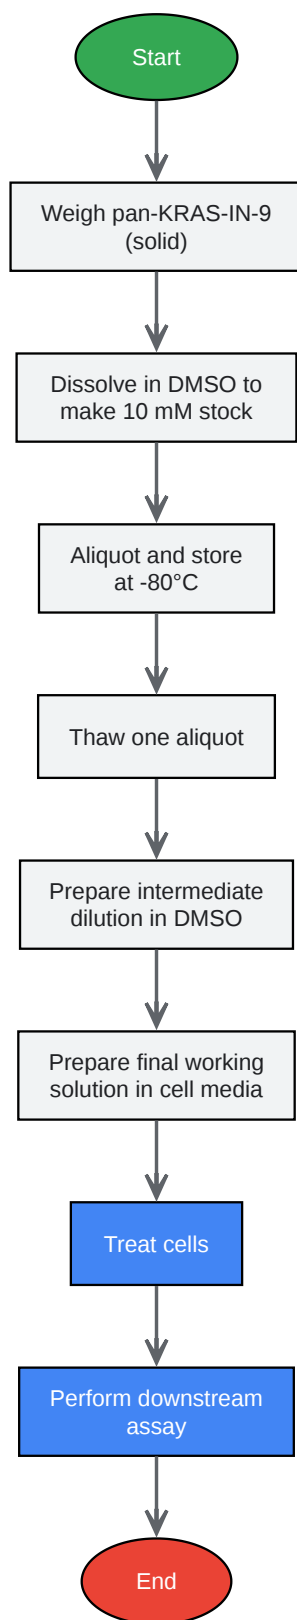 Start
Weigh pan-KRAS-IN-9
(solid)
Dissolve in DMSO to
make 10 mM stock
Aliquot and store
at -80°C
Thaw one aliquot
Prepare intermediate
dilution in DMSO
Prepare final working
solution in cell media
Treat cells
Perform downstream
assay
End